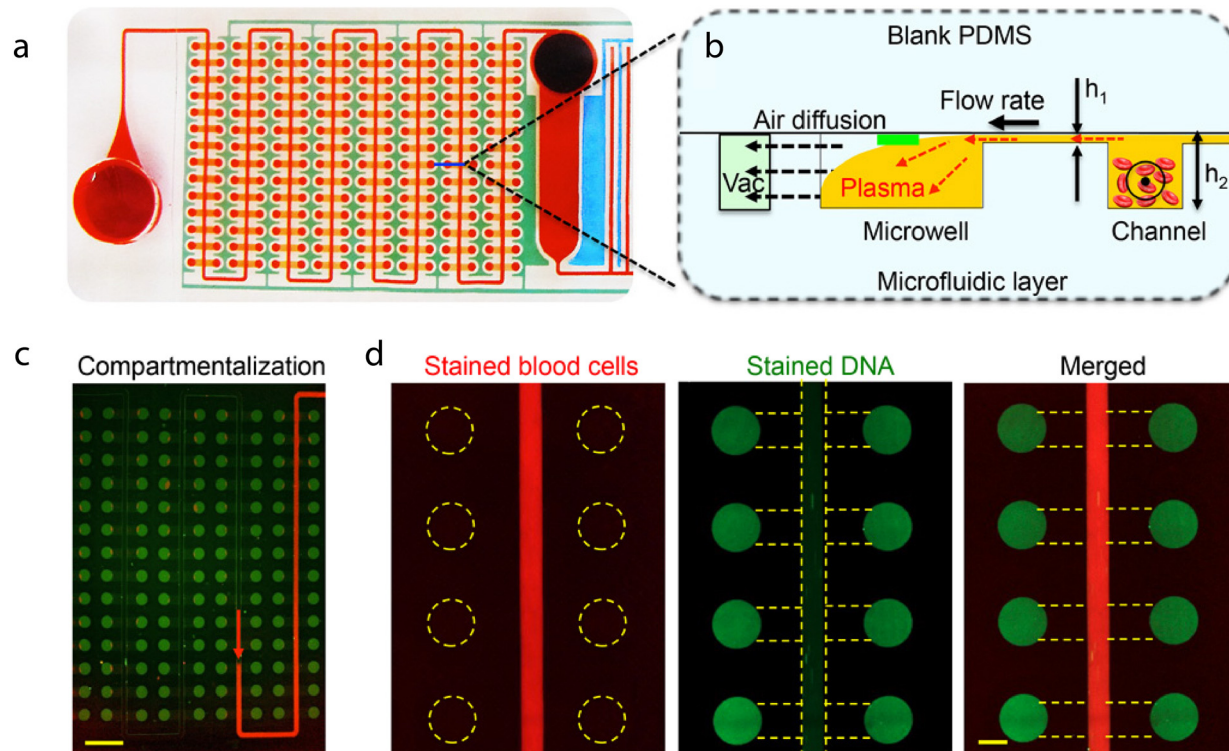 a
b
Blank PDMS
Flow rate
h1
Air diffusion
Vac
Plasma
h2
Microwell
Channel
Microfluidic layer
c
Compartmentalization
d
Stained blood cells
Stained DNA
Merged